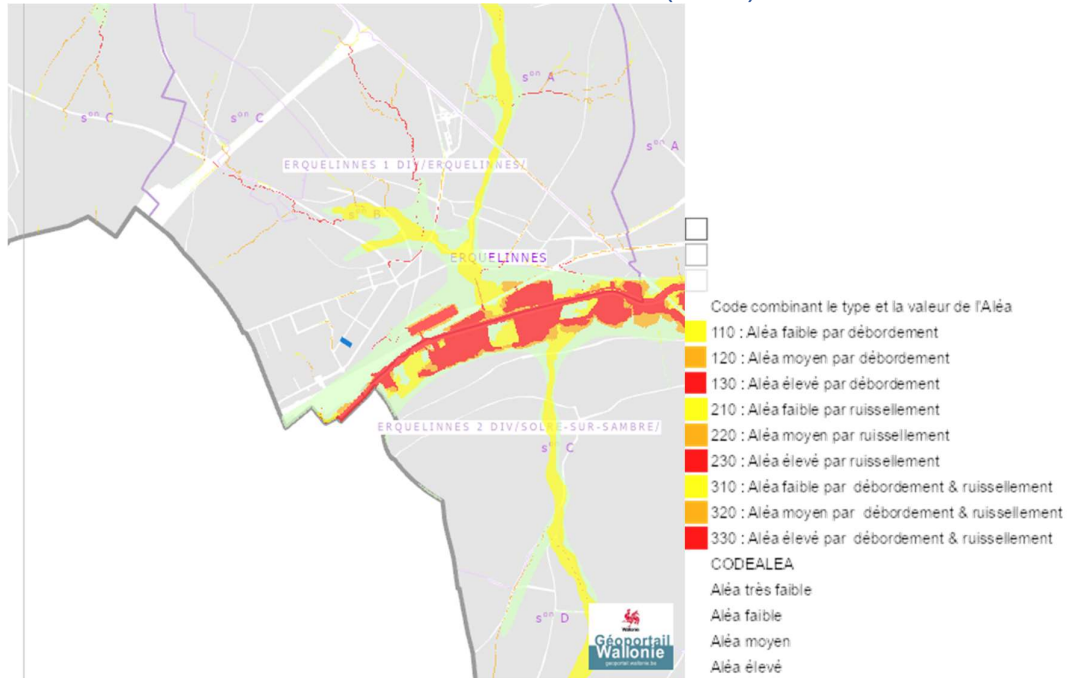 sᵒⁿ A
sᵒⁿ C
sᵒⁿ C
sᵒⁿ A
ERQUELINNES 1 DIV/ERQUELINNES/
sᵒⁿ B
ERQUELINNES
ERQUELINNES 2 DIV/SOLRE-SUR-SAMBRE/
sᵒⁿ C
sᵒⁿ D
Wallonie
Géoportail
Wallonie
geoportail.wallonie.be
Code combinant le type et la valeur de l'Aléa
110 : Aléa faible par débordement
120 : Aléa moyen par débordement
130 : Aléa élevé par débordement
210 : Aléa faible par ruissellement
220 : Aléa moyen par ruissellement
230 : Aléa élevé par ruissellement
310 : Aléa faible par débordement & ruissellement
320 : Aléa moyen par débordement & ruissellement
330 : Aléa élevé par débordement & ruissellement
CODEALEA
Aléa très faible
Aléa faible
Aléa moyen
Aléa élevé